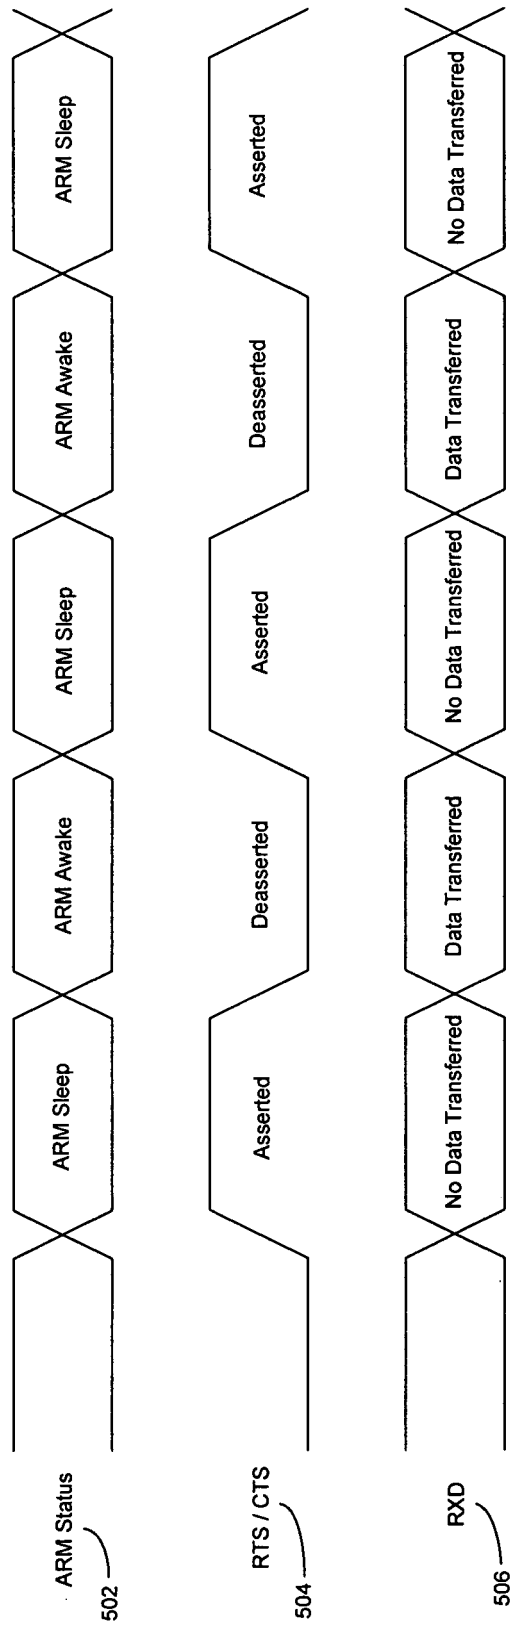 ARM Status
502
ARM Sleep
ARM Awake
ARM Sleep
ARM Awake
ARM Sleep
RTS / CTS
504
Asserted
Deasserted
Asserted
Deasserted
Asserted
RXD
506
No Data Transferred
Data Transferred
No Data Transferred
Data Transferred
No Data Transferred